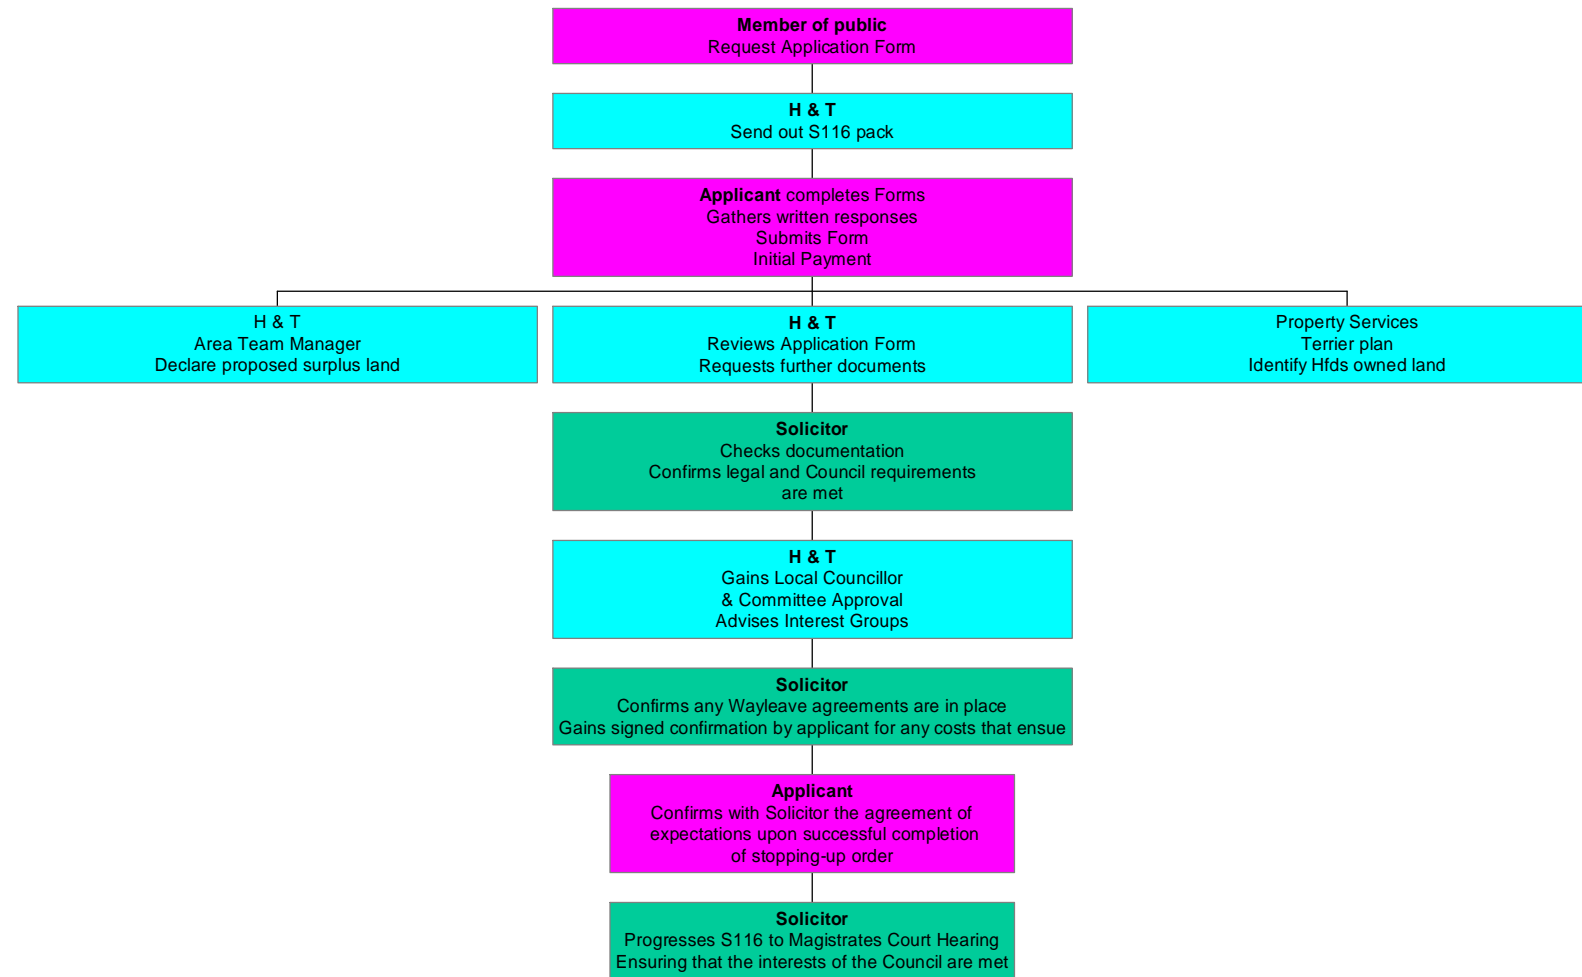 Member of public
Request Application Form
H & T
Send out S116 pack
Applicant completes Forms
Gathers written responses
Submits Form
Initial Payment
H & T
Area Team Manager
Declare proposed surplus land
H & T
Reviews Application Form
Requests further documents
Property Services
Terrier plan
Identify Hfds owned land
Solicitor
Checks documentation
Confirms legal and Council requirements
are met
H & T
Gains Local Councillor
& Committee Approval
Advises Interest Groups
Solicitor
Confirms any Wayleave agreements are in place
Gains signed confirmation by applicant for any costs that ensue
Applicant
Confirms with Solicitor the agreement of
expectations upon successful completion
of stopping-up order
Solicitor
Progresses S116 to Magistrates Court Hearing
Ensuring that the interests of the Council are met